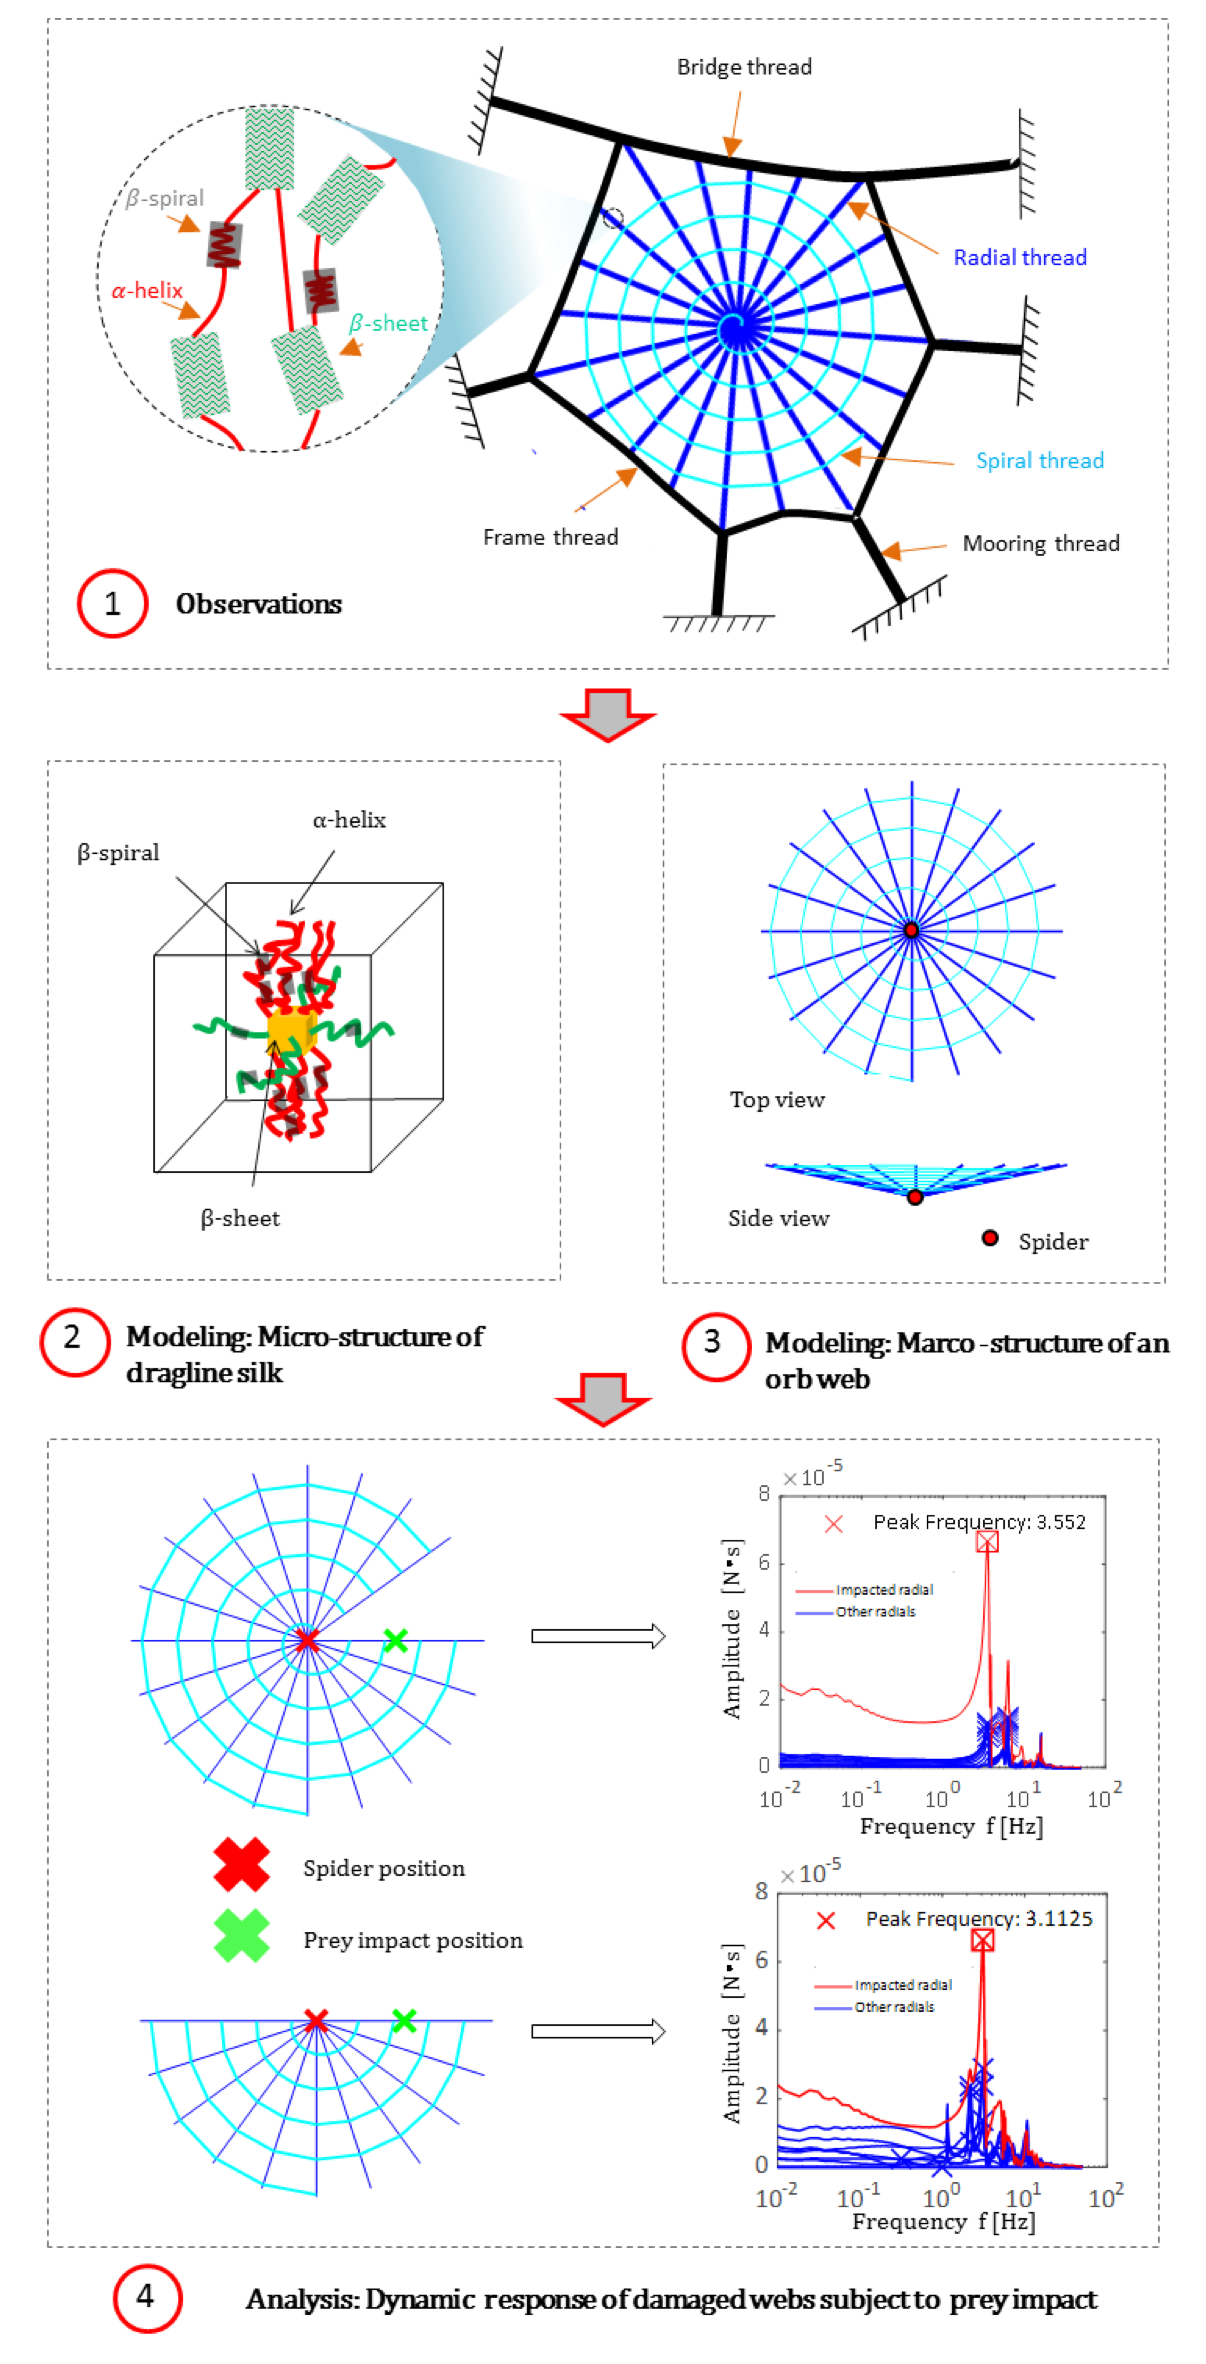 Bridge thread
β-spiral
Radial thread
α-helix
β-sheet
Spiral thread
Frame thread
Mooring thread
1 Observations
α-helix
β-spiral
β-sheet
Top view
Side view
Spider
2 Modeling: Micro-structure of
dragline silk
3 Modeling: Marco -structure of an
orb web
×10-5
8
Peak Frequency: 3.552
6
Impacted radial
Other radials
4
2
0
Amplitude [N•s]
10-2 10-1 100 101 102
Frequency f [Hz]
Spider position
Prey impact position
×10-5
8
Peak Frequency: 3.1125
6
Impacted radial
Other radials
4
2
0
Amplitude [N•s]
10-2 10-1 100 101 102
Frequency f [Hz]
4 Analysis: Dynamic response of damaged webs subject to prey impact